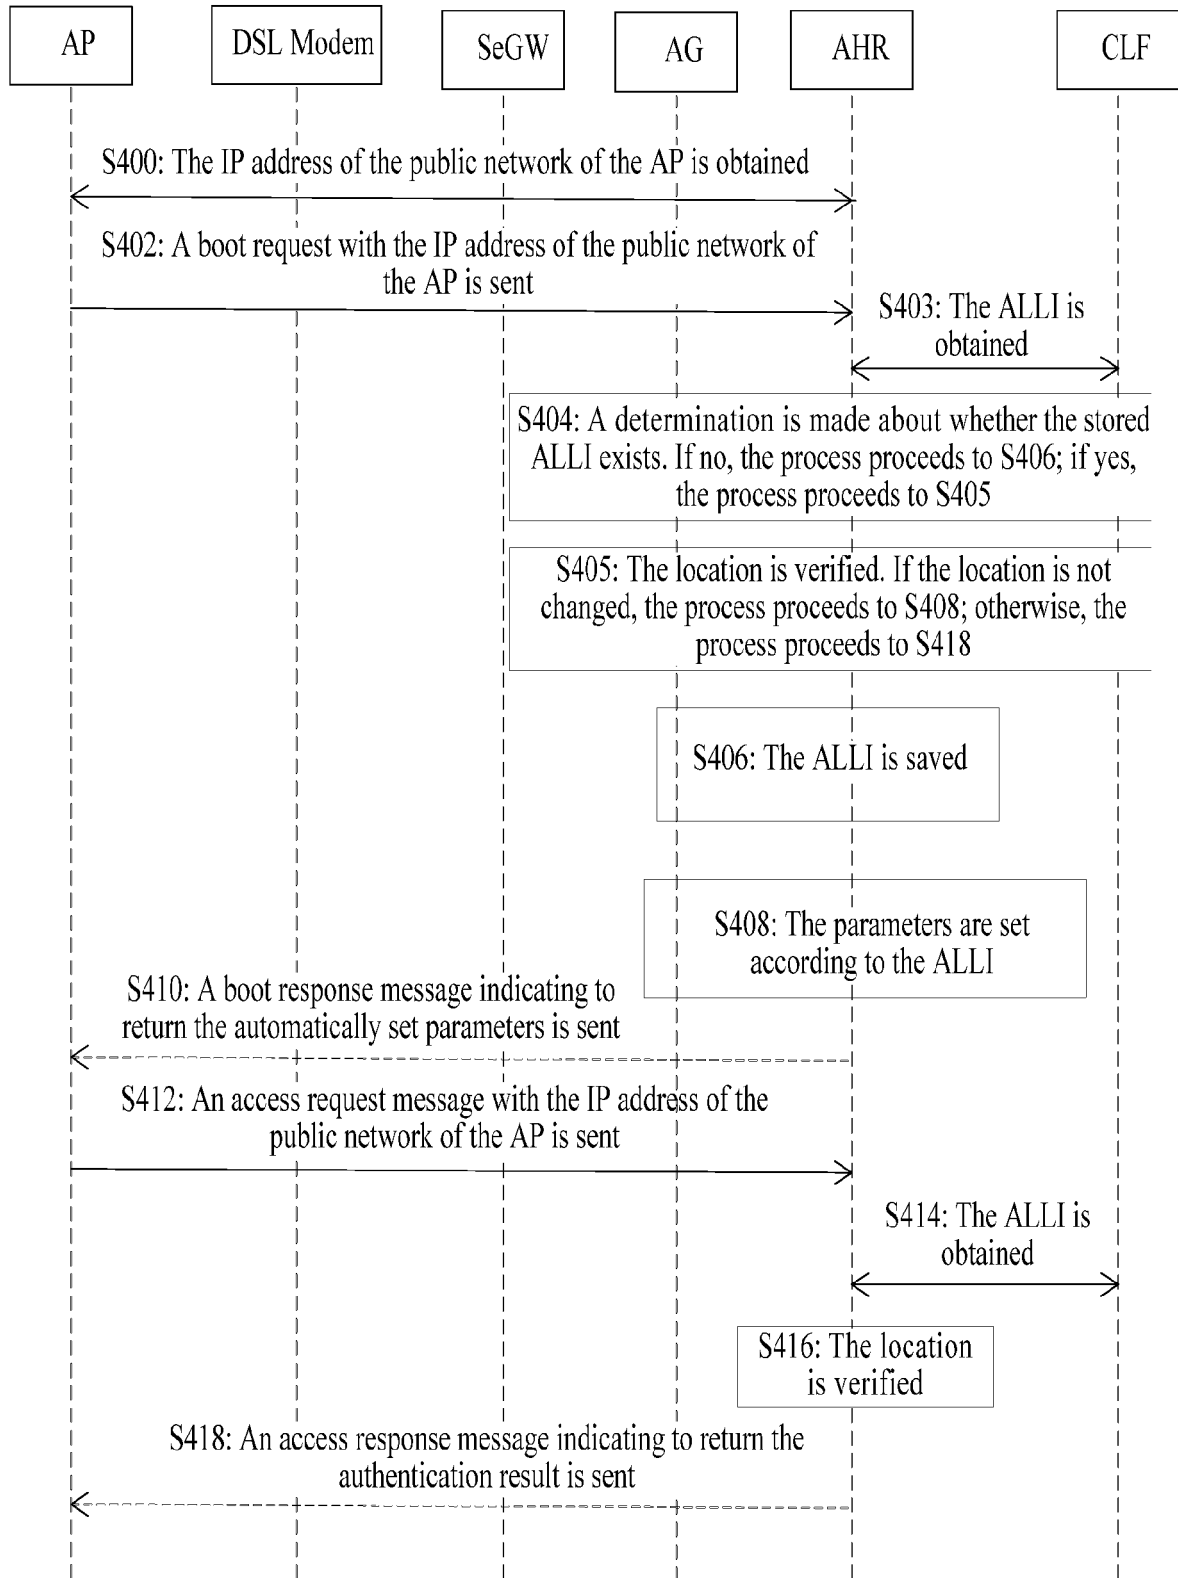 AP
DSL Modem
SeGW
AG
AHR
CLF
S400: The IP address of the public network of the AP is obtained
S402: A boot request with the IP address of the public network of
the AP is sent
S403: The ALLI is
obtained
S404: A determination is made about whether the stored
ALLI exists. If no, the process proceeds to S406; if yes,
the process proceeds to S405
S405: The location is verified. If the location is not
changed, the process proceeds to S408; otherwise, the
process proceeds to S418
S406: The ALLI is saved
S408: The parameters are set
according to the ALLI
S410: A boot response message indicating to
return the automatically set parameters is sent
S412: An access request message with the IP address of the
public network of the AP is sent
S414: The ALLI is
obtained
S416: The location
is verified
S418: An access response message indicating to return the
authentication result is sent